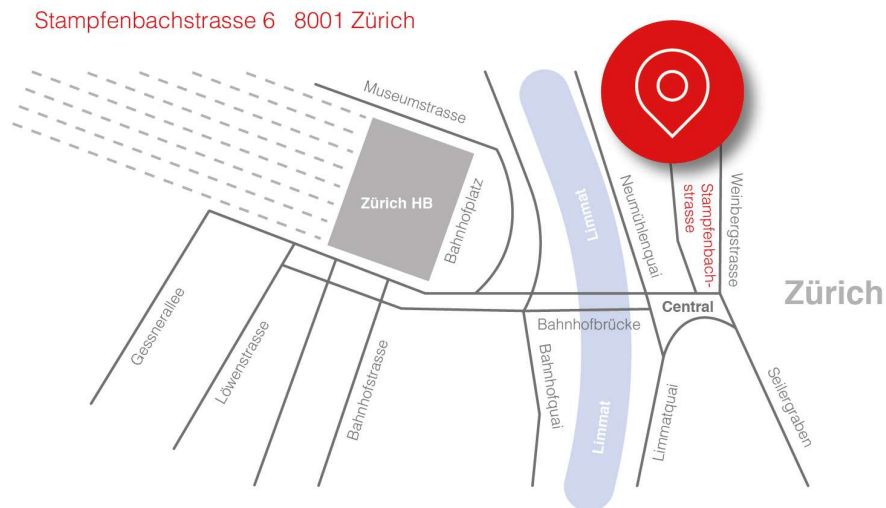 Stampfenbachstrasse 6 8001 Zürich
Museumstrasse
Zürich HB
Bahnhofplatz
Limmat
Neumühlenquai
Stampfenbach-
strasse
Weinbergstrasse
Zürich
Central
Bahnhofbrücke
Gessnerallee
Löwenstrasse
Bahnhofstrasse
Bahnhofquai
Limmat
Limmatquai
Seilergraben